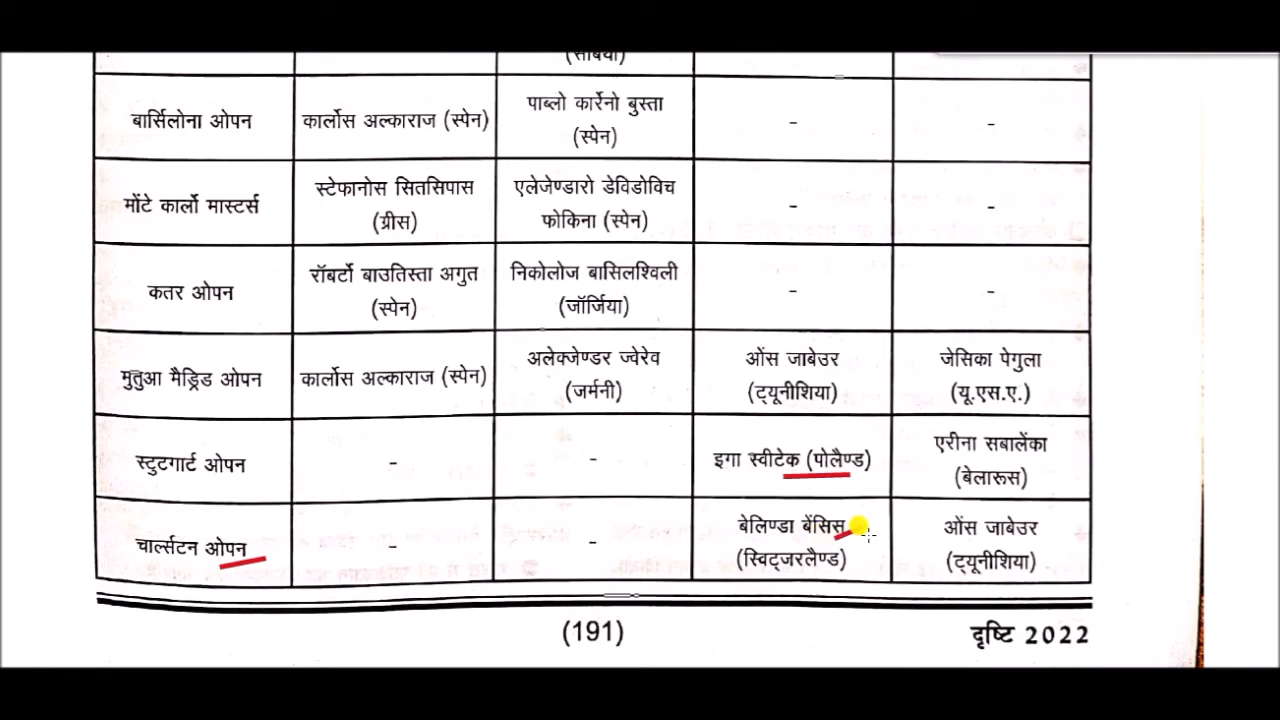 (सर्बिया)
बार्सिलोना ओपन
कार्लोस अल्काराज (स्पेन)
पाब्लो कार्रेनो बुस्ता
(स्पेन)
-
-
मोंटे कार्लो मास्टर्स
स्टेफानोस सितसिपास
(ग्रीस)
एलेजेण्डारो डेविडोविच
फोकिना (स्पेन)
-
-
कतर ओपन
रॉबर्टो बाउतिस्ता अगुत
(स्पेन)
निकोलोज बासिलश्विली
(जॉर्जिया)
-
-
मुतुआ मैड्रिड ओपन
कार्लोस अल्काराज (स्पेन)
अलेक्जेण्डर ज्वेरेव
(जर्मनी)
ओंस जाबेउर
(ट्यूनीशिया)
जेसिका पेगुला
(यू.एस.ए.)
स्टुटगार्ट ओपन
-
-
इगा स्वीटेक (पोलैण्ड)
एरीना सबालेंका
(बेलारूस)
चार्ल्सटन ओपन
-
-
बेलिण्डा बेंसिस
(स्विट्जरलैण्ड)
ओंस जाबेउर
(ट्यूनीशिया)
(191)
दृष्टि 2022